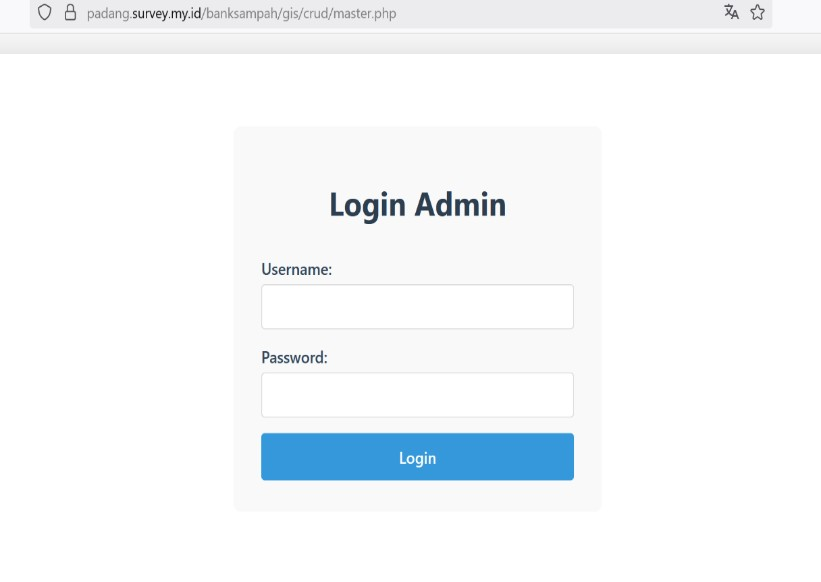 padang.survey.my.id/banksampah/gis/crud/master.php
Login Admin
Username:
Password:
Login